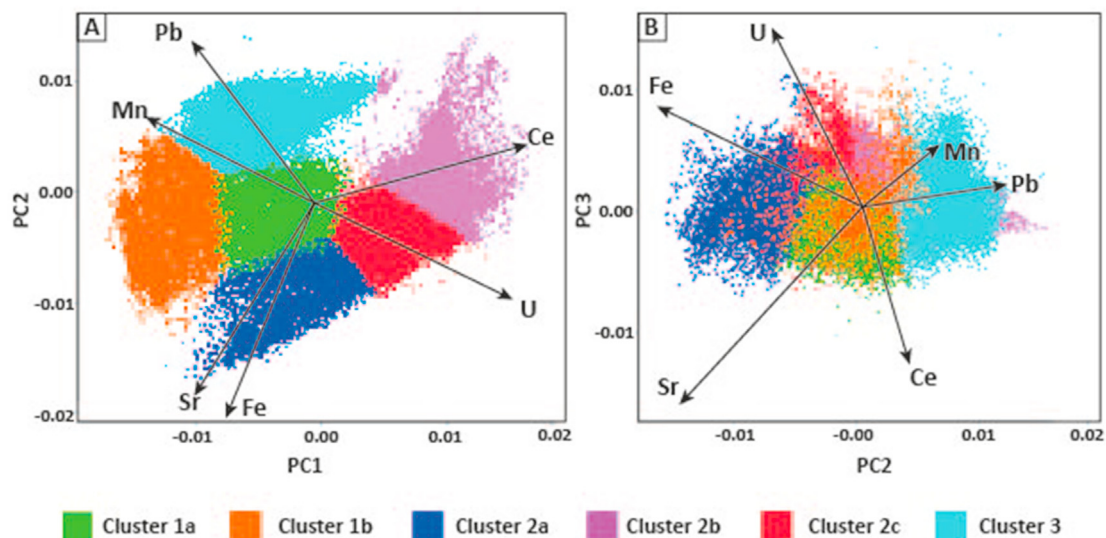 A
Pb
Mn
Ce
U
Sr
Fe
PC2
0.01
0.00
-0.01
-0.02
-0.01
0.00
0.01
0.02
PC1
B
U
Fe
Mn
Pb
Ce
Sr
PC3
0.01
0.00
-0.01
-0.01
-0.00
0.01
0.02
PC2
Cluster 1a
Cluster 1b
Cluster 2a
Cluster 2b
Cluster 2c
Cluster 3